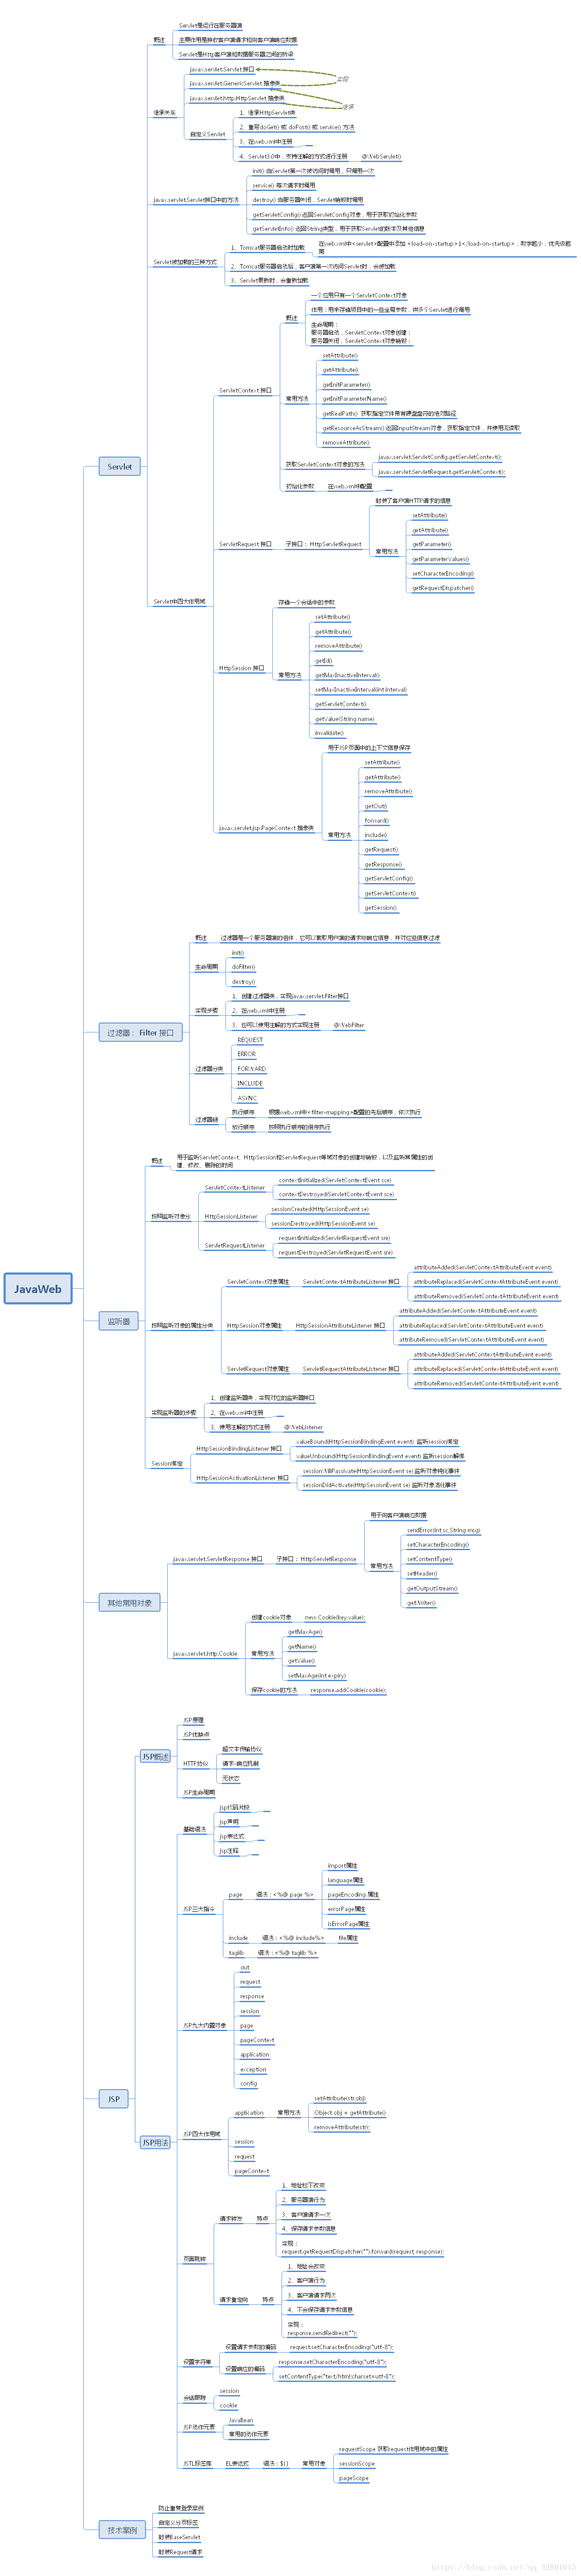 JavaWeb
Servlet
概述
Servlet是运行在服务器端
主要作用是接收客户端请求和向客户端响应数据
Servlet是Http客户端和数据服务器之间的桥梁
继承关系
javax.servlet.Servlet 接口
javax.servlet.GenericServlet 抽象类
javax.servlet.http.HttpServlet 抽象类
实现
继承
自定义Servlet
1、继承HttpServlet类
2、重写doGet() 或 doPost() 或 service() 方法
3、在web.xml中注册
4、Servlet3.0中，支持注解的方式进行注册
@WebServlet()
javax.servlet.Servlet接口中的方法
init() 当Servlet第一次被访问时调用，只调用一次
service() 每次请求时调用
destroy() 当服务器关闭，Servlet销毁时调用
getServletConfig() 返回ServletConfig对象，用于获取初始化参数
getServletInfo() 返回String类型，用于获取Servlet的版本及其他信息
Servlet被加载的三种方式
1、Tomcat服务器启动时加载
在web.xml中<servlet>配置中添加 <load-on-startup>1</load-on-startup>，数字越小，优先级越
高
2、Tomcat服务器启动后，客户端第一次访问Servlet时，会被加载
3、Servlet更新时，会重新加载
Servlet中四大作用域
ServletContext 接口
概述
一个应用只有一个ServletContext对象
作用：用来存储项目中的一些全局参数，供多个Servlet进行调用
生命周期：
服务器启动，ServletContext对象创建；
服务器关闭，ServletContext对象销毁；
常用方法
setAttribute()
getAttribute()
getInitParameter()
getInitParameterName()
getRealPath() 获取指定文件带有硬盘盘符的绝对路径
getResourceAsStream() 返回InputStream对象，获取指定文件，并使用流读取
removeAttribute()
获取ServletContext对象的方法
javax.servlet.ServletConfig.getServletContext();
javax.servlet.ServletRequest.getServletContext();
初始化参数
在web.xml中配置
ServletRequest 接口
子接口： HttpServletRequest
封装了客户端HTTP请求的信息
常用方法
setAttribute()
getAttribute()
getParameter()
getParameterValues()
setCharacterEncoding()
getRequestDispatcher()
HttpSession 接口
存储一个会话中的参数
常用方法
setAttribute()
getAttribute()
removeAttribute()
getId()
getMaxInactiveInterval()
setMaxInactiveInterval(int interval)
getServletContext()
getValue(String name)
invalidate()
javax.servlet.jsp.PageContext 抽象类
用于JSP页面中的上下文信息保存
常用方法
setAttribute()
getAttribute()
removeAttribute()
getOut()
forward()
include()
getRequest()
getResponse()
getServletConfig()
getServletContext()
getSession()
过滤器： Filter 接口
概述
过滤器是一个服务器端的组件，它可以截取用户端的请求与响应信息，并对这些信息过滤
生命周期
init()
doFilter()
destroy()
实现步骤
1、创建过滤器类，实现javax.servlet.Filter接口
2、在web.xml中注册
3、也可以使用注解的方式实现注册
@WebFilter
过滤器分类
REQUEST
ERROR
FORWARD
INCLUDE
ASYNC
过滤器链
执行顺序
根据web.xml中<filter-mapping>配置的先后顺序，依次执行
放行顺序
按照执行顺序的倒序执行
监听器
概述
用于监听ServletContext、HttpSession和ServletRequest等域对象的创建与销毁，以及监听其属性的创
建、修改、删除的时间
按照监听对象分
ServletContextListener
contextInitialized(ServletContextEvent sce)
contextDestroyed(ServletContextEvent sce)
HttpSessionListener
sessionCreated(HttpSessionEvent se)
sessionDestroyed(HttpSessionEvent se)
ServletRequestListener
requestInitialized(ServletRequestEvent sre)
requestDestroyed(ServletRequestEvent sre)
按照监听对象的属性分类
ServletContext对象属性
ServletContextAttributeListener 接口
attributeAdded(ServletContextAttributeEvent event)
attributeReplaced(ServletContextAttributeEvent event)
attributeRemoved(ServletContextAttributeEvent event)
HttpSession对象属性
HttpSessionAttributeListener 接口
attributeAdded(ServletContextAttributeEvent event)
attributeReplaced(ServletContextAttributeEvent event)
attributeRemoved(ServletContextAttributeEvent event)
ServletRequest对象属性
ServletRequestAttributeListener 接口
attributeAdded(ServletContextAttributeEvent event)
attributeReplaced(ServletContextAttributeEvent event)
attributeRemoved(ServletContextAttributeEvent event)
实现监听器的步骤
1、创建监听器类，实现对应的监听器接口
2、在web.xml中注册
3、使用注解的方式注册
@WebListener
Session绑定
HttpSessionBindingListener 接口
valueBound(HttpSessionBindingEvent event) 监听session绑定
valueUnbound(HttpSessionBindingEvent event) 监听session解绑
HttpSessionActivationListener 接口
sessionWillPassivate(HttpSessionEvent se) 监听对象钝化事件
sessionDidActivate(HttpSessionEvent se) 监听对象活化事件
其他常用对象
javax.servlet.ServletResponse 接口
子接口： HttpServletResponse
用于向客户端响应数据
常用方法
sendError(int sc,String msg)
setCharacterEncoding()
setContentType()
setHeader()
getOutputStream()
getWriter()
javax.servlet.http.Cookie
创建cookie对象
new Cookie(key,value);
常用方法
getMaxAge()
getName()
getValue()
setMaxAge(int expiry)
保存cookie的方法
response.addCookie(cookie);
JSP
JSP概述
JSP原理
JSP优缺点
HTTP协议
超文本传输协议
请求-响应机制
无状态
JSP生命周期
JSP用法
基础语法
jsp代码片段
jsp声明
jsp表达式
jsp注释
JSP三大指令
page
语法：<%@ page %>
import属性
language属性
pageEncoding 属性
errorPage属性
isErrorPage属性
include
语法：<%@ include%>
file属性
taglib
语法：<%@ taglib %>
JSP九大内置对象
out
request
response
session
page
pageContext
application
exception
config
JSP四大作用域
application
常用方法
setAttribute(str,obj)
Object obj = getAttribute()
removeAttribute(str);
session
request
pageContext
页面跳转
请求转发
特点
1、地址栏不改变
2、服务器端行为
3、客户端请求一次
4、保存请求参数信息
实现：
request.getRequestDispatcher("").forward(request, response);
请求重定向
特点
1、地址会改变
2、客户端行为
3、客户端请求两次
4、不会保存请求参数信息
实现：
response.sendRedirect("");
设置字符集
设置请求参数的编码
request.setCharacterEncoding("utf-8");
设置响应的编码
response.setCharacterEncoding("utf-8");
setContentType("text/html;charset=utf-8");
会话跟踪
session
cookie
JSP动作元素
JavaBean
常用的动作元素
JSTL标签库
EL表达式
语法：${}
常用对象
requestScope 获取request作用域中的属性
sessionScope
pageScope
技术案例
防止重复登录案例
自定义分页标签
封装BaseServlet
封装Request请求